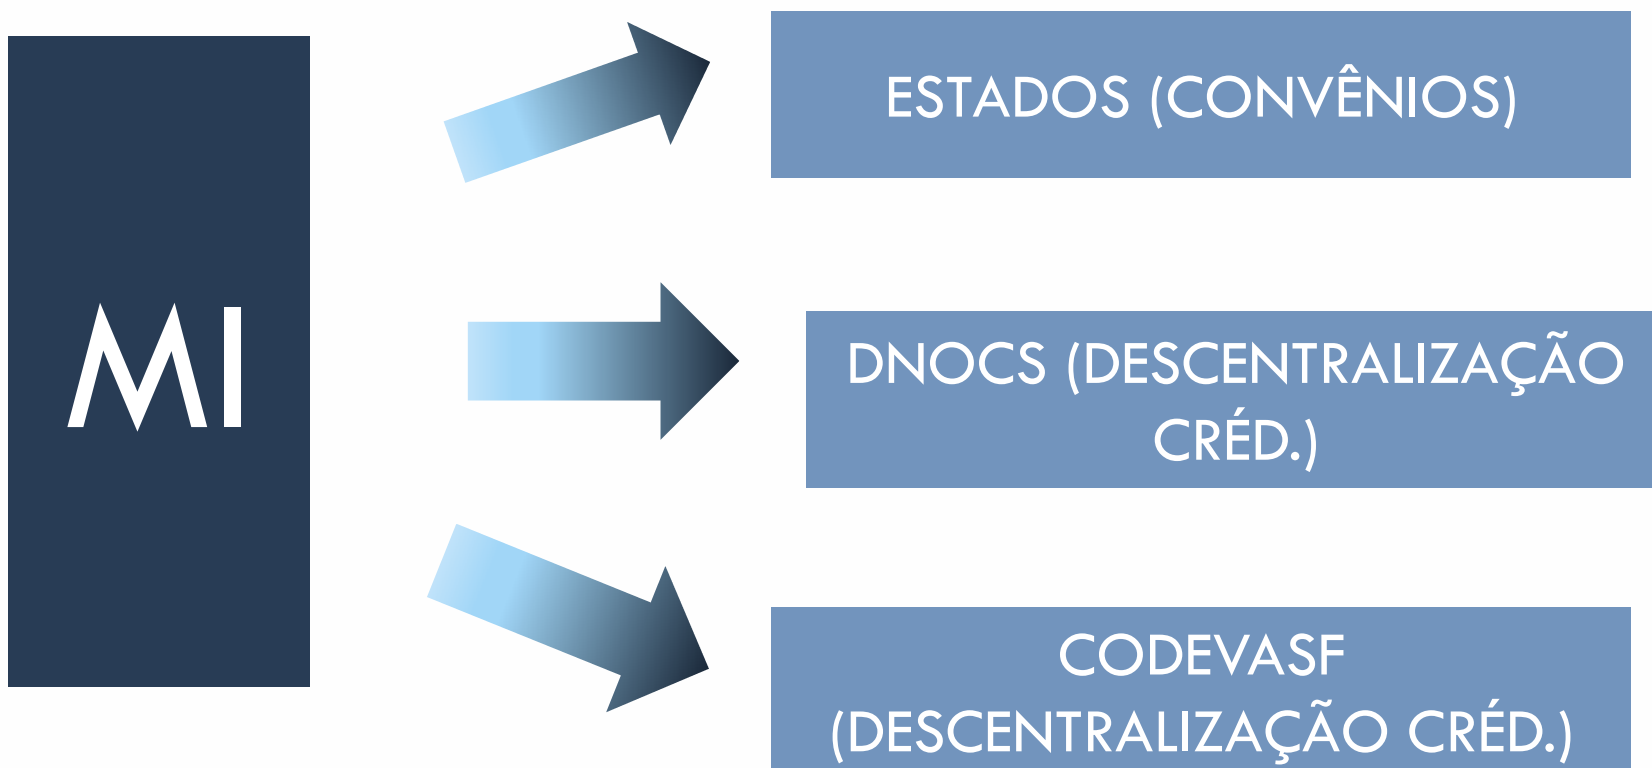 MI
ESTADOS (CONVÊNIOS)
DNOCS (DESCENTRALIZAÇÃO
CRÉD.)
CODEVASF
(DESCENTRALIZAÇÃO CRÉD.)